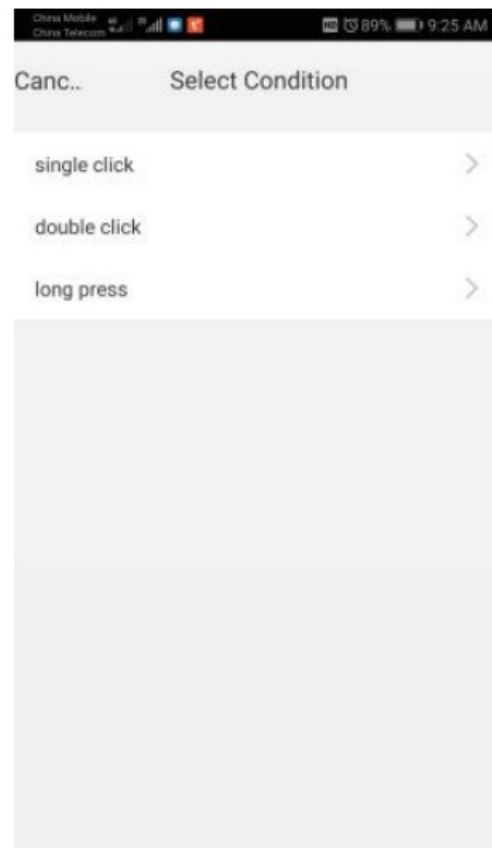 China Mobile
China Telecom
89% 9:25 AM
Canc.. Select Condition
single click
double click
long press